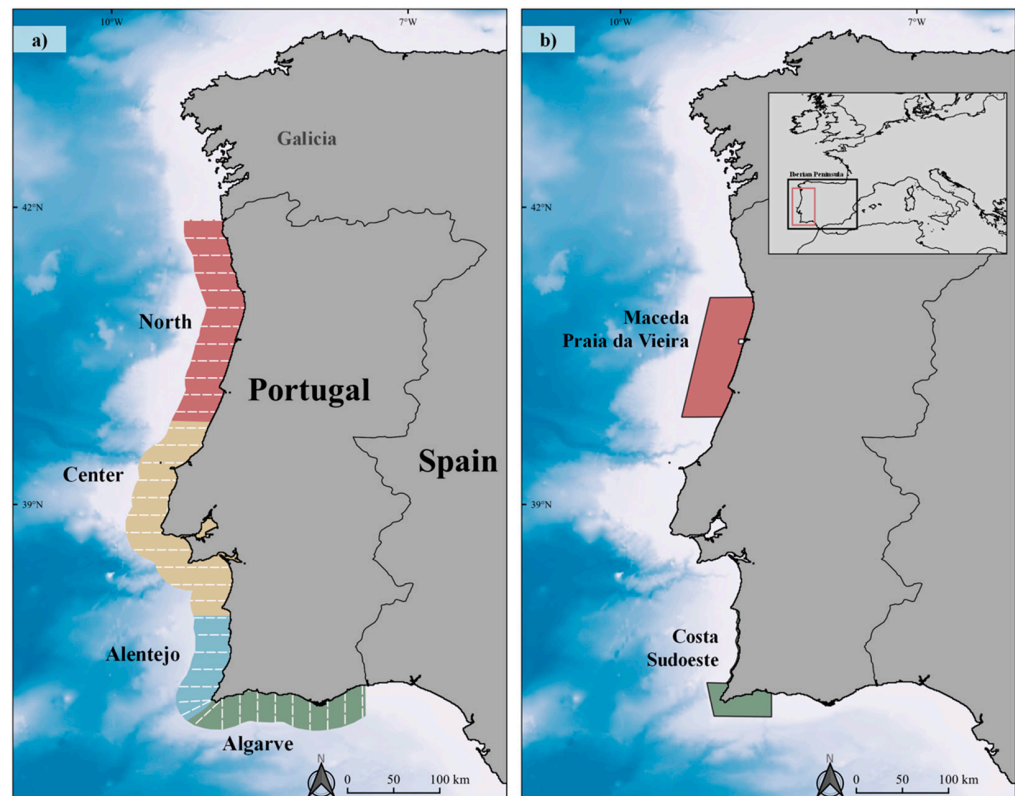 a)
10°W
7°W
Galicia
42°N
North
Portugal
Center
Spain
39°N
Alentejo
Algarve
N
0 50 100 km
b)
10°W
7°W
Iberian Peninsula
42°N
Maceda
Praia da Vieira
39°N
Costa
Sudoeste
N
0 50 100 km